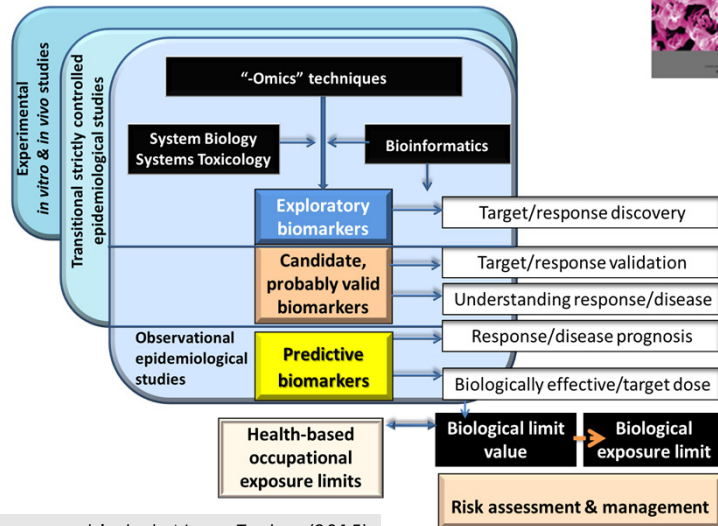 Experimental
in vitro & in vivo studies
Transitional strictly controlled
epidemiological studies
"-Omics" techniques
System Biology
Systems Toxicology
Bioinformatics
Exploratory
biomarkers
Target/response discovery
Candidate,
probably valid
biomarkers
Target/response validation
Understanding response/disease
Observational
epidemiological
studies
Predictive
biomarkers
Response/disease prognosis
Biologically effective/target dose
Health-based
occupational
exposure limits
Biological limit
value
Biological
exposure limit
Risk assessment & management